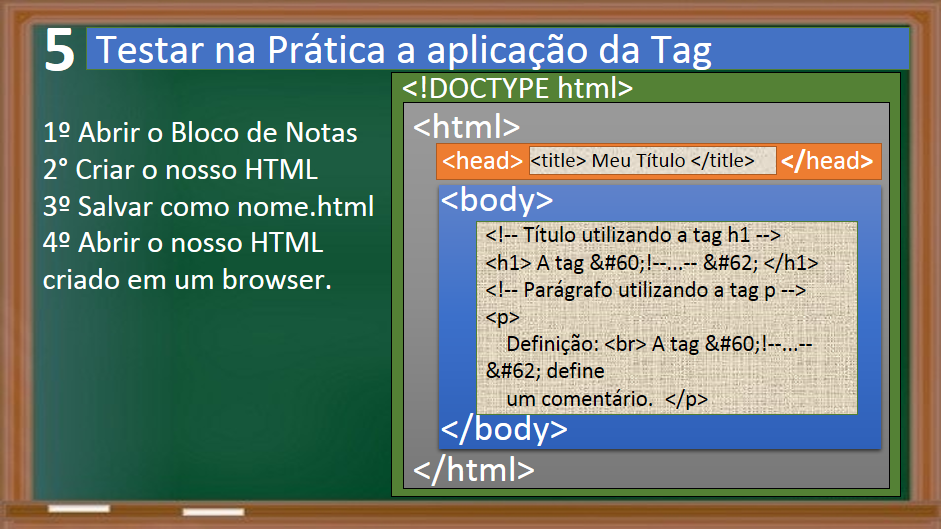 5 Testar na Prática a aplicação da Tag
1º Abrir o Bloco de Notas
2° Criar o nosso HTML
3º Salvar como nome.html
4º Abrir o nosso HTML
criado em um browser.
<!DOCTYPE html>
<html>
<head> <title> Meu Título </title> </head>
<body>
<!-- Título utilizando a tag h1 -->
<h1> A tag &#60;!--...-- &#62; </h1>
<!-- Parágrafo utilizando a tag p -->
<p>
Definição: <br> A tag &#60;!--...--
&#62; define
um comentário.  </p>
</body>
</html>